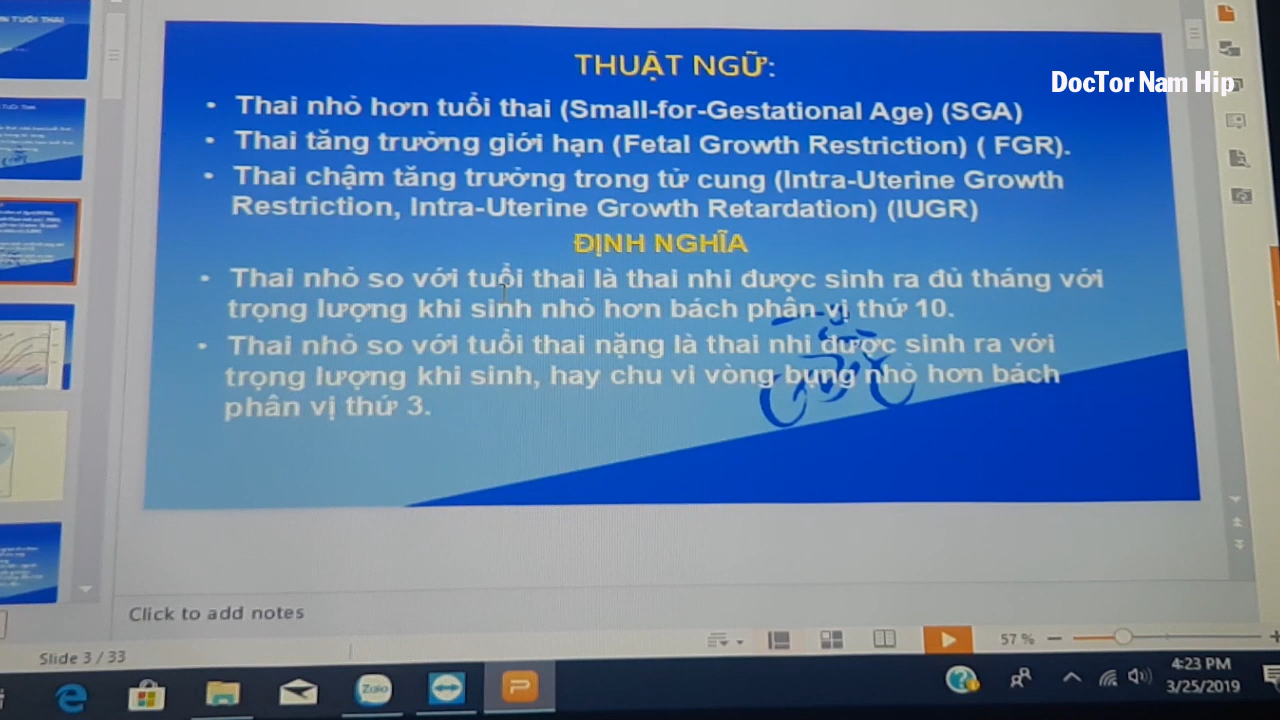 DocTor Nam Hip
THUẬT NGỮ:
• Thai nhỏ hơn tuổi thai (Small-for-Gestational Age) (SGA)
• Thai tăng trưởng giới hạn (Fetal Growth Restriction) ( FGR).
• Thai chậm tăng trưởng trong tử cung (Intra-Uterine Growth
Restriction, Intra-Uterine Growth Retardation) (IUGR)
ĐỊNH NGHĨA
• Thai nhỏ so với tuổi thai là thai nhi được sinh ra đủ tháng với
trọng lượng khi sinh nhỏ hơn bách phân vị thứ 10.
• Thai nhỏ so với tuổi thai nặng là thai nhi được sinh ra với
trọng lượng khi sinh, hay chu vi vòng bụng nhỏ hơn bách
phân vị thứ 3.
Click to add notes
Slide 3 / 33
57 %
Zalo
4:23 PM
3/25/2019